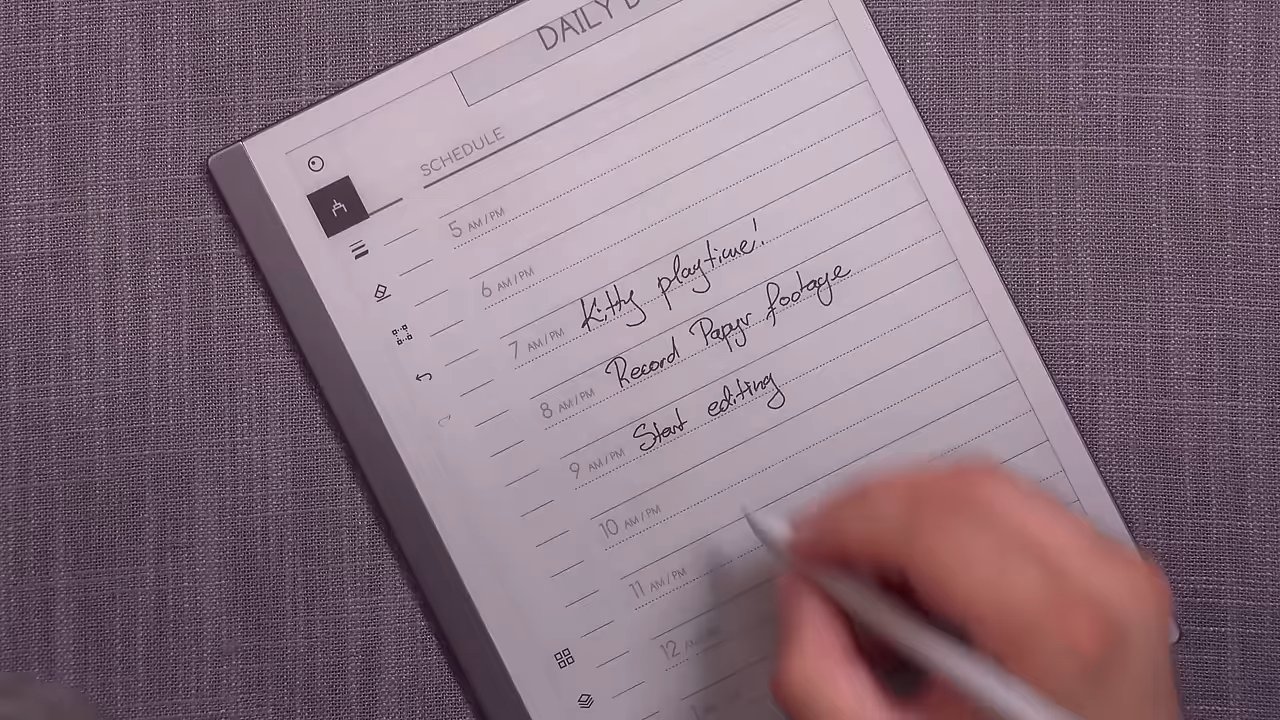 DAILY
SCHEDULE
5 AM/PM
6 AM/PM
7 AM/PM Kitty playtime!
8 AM/PM Record Papyr footage
9 AM/PM Start editing
10 AM/PM
11 AM/PM
12